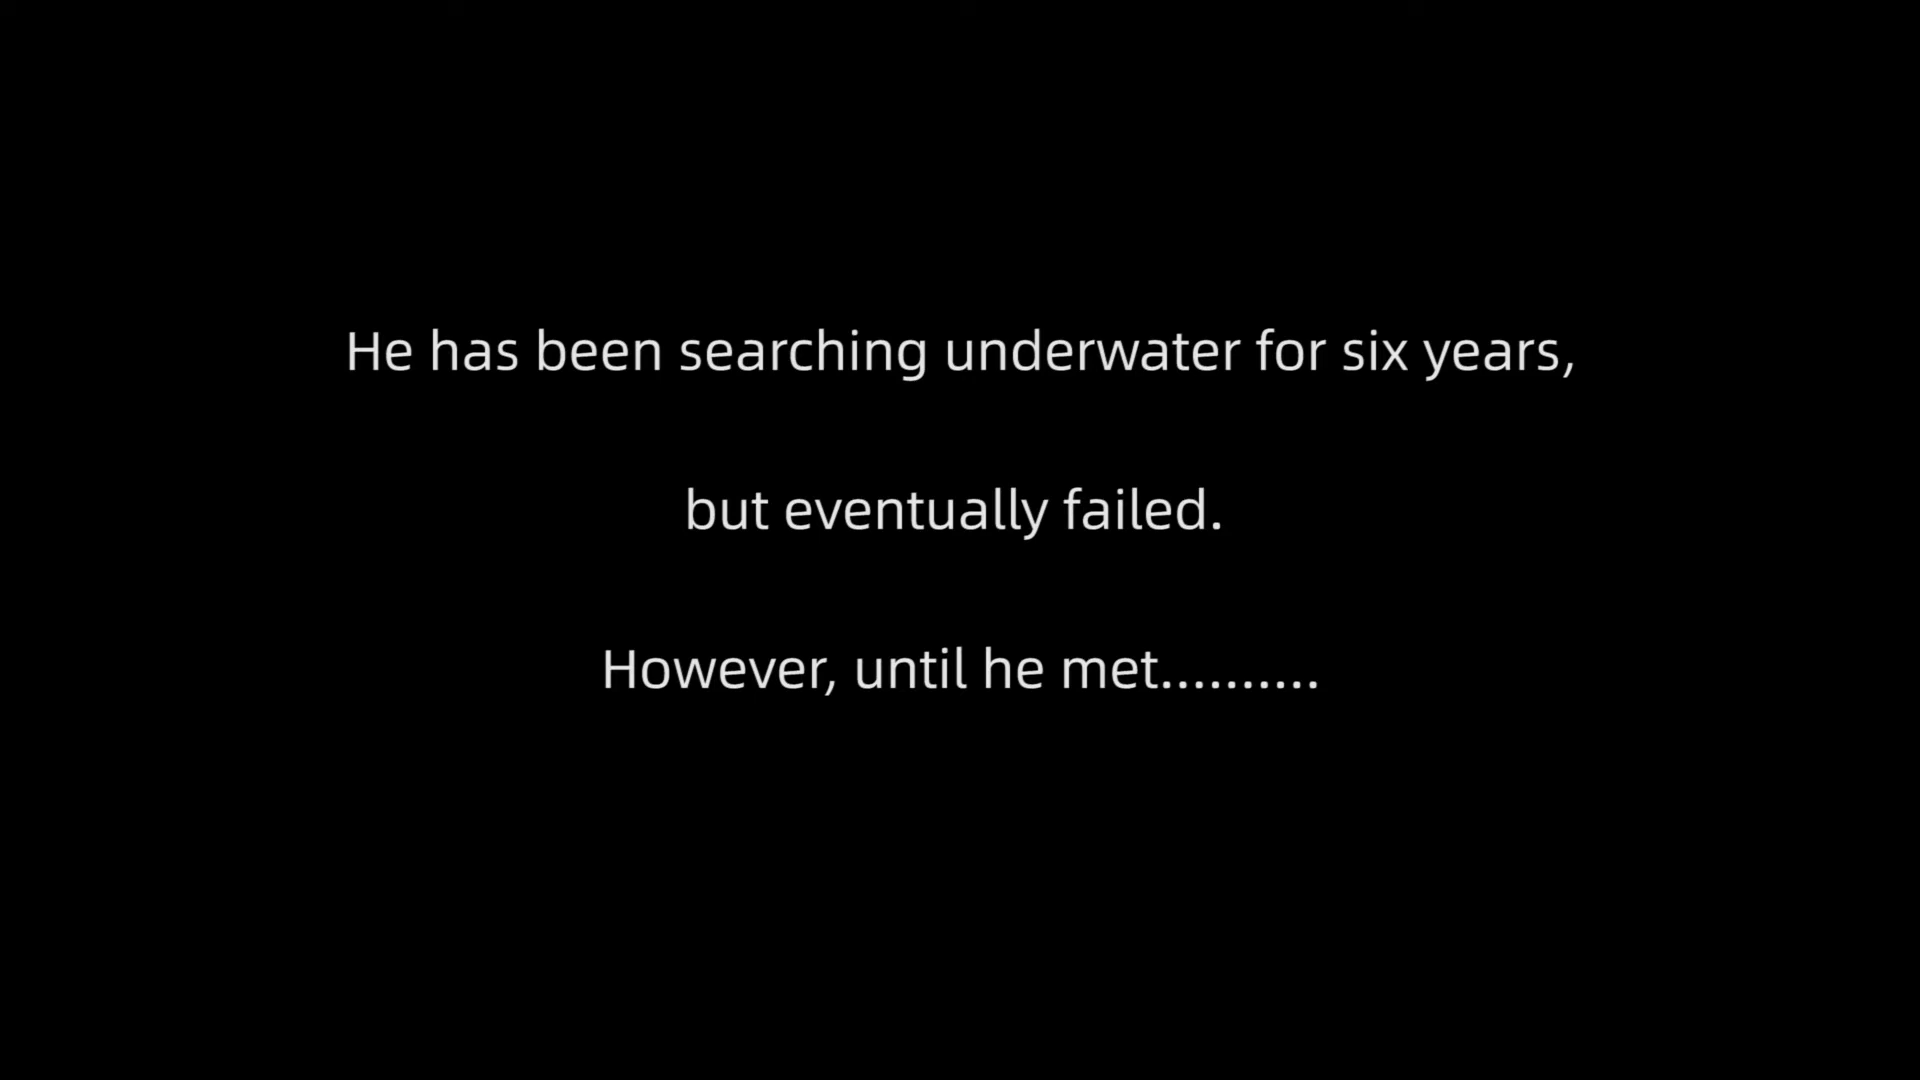 He has been searching underwater for six years,
but eventually failed.
However, until he met..........